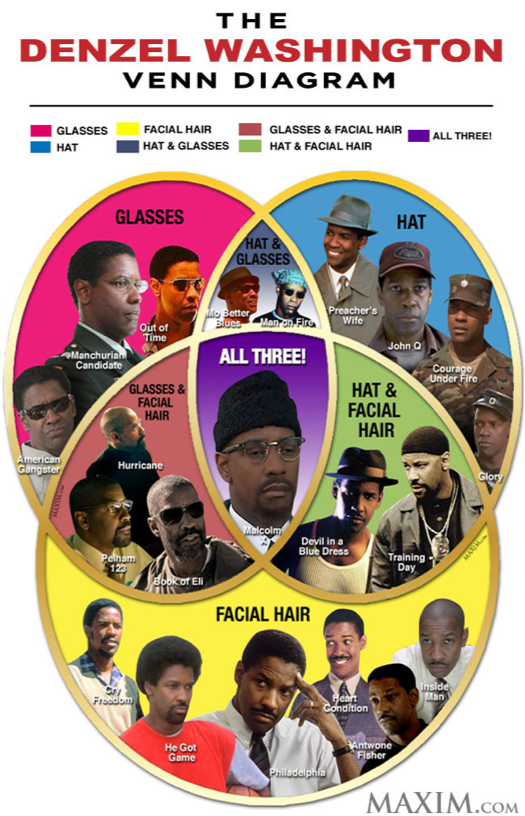 THE
DENZEL WASHINGTON
VENN DIAGRAM
GLASSES
FACIAL HAIR
GLASSES & FACIAL HAIR
ALL THREE!
HAT
HAT & GLASSES
HAT & FACIAL HAIR
GLASSES
HAT
HAT &
GLASSES
Mo Better
Blues
Man on Fire
Preacher's
Wife
John Q
Courage
Under Fire
Glory
Out of
Time
Manchurian
Candidate
American
Gangster
ALL THREE!
Malcolm
X
GLASSES &
FACIAL
HAIR
Hurricane
Pelham
123
Book of Eli
HAT &
FACIAL
HAIR
Devil in a
Blue Dress
Training
Day
MAXIM.com
MAXIM.com
FACIAL HAIR
Cry
Freedom
He Got
Game
Philadelphia
Heart
Condition
Antwone
Fisher
Inside
Man
MAXIM.COM